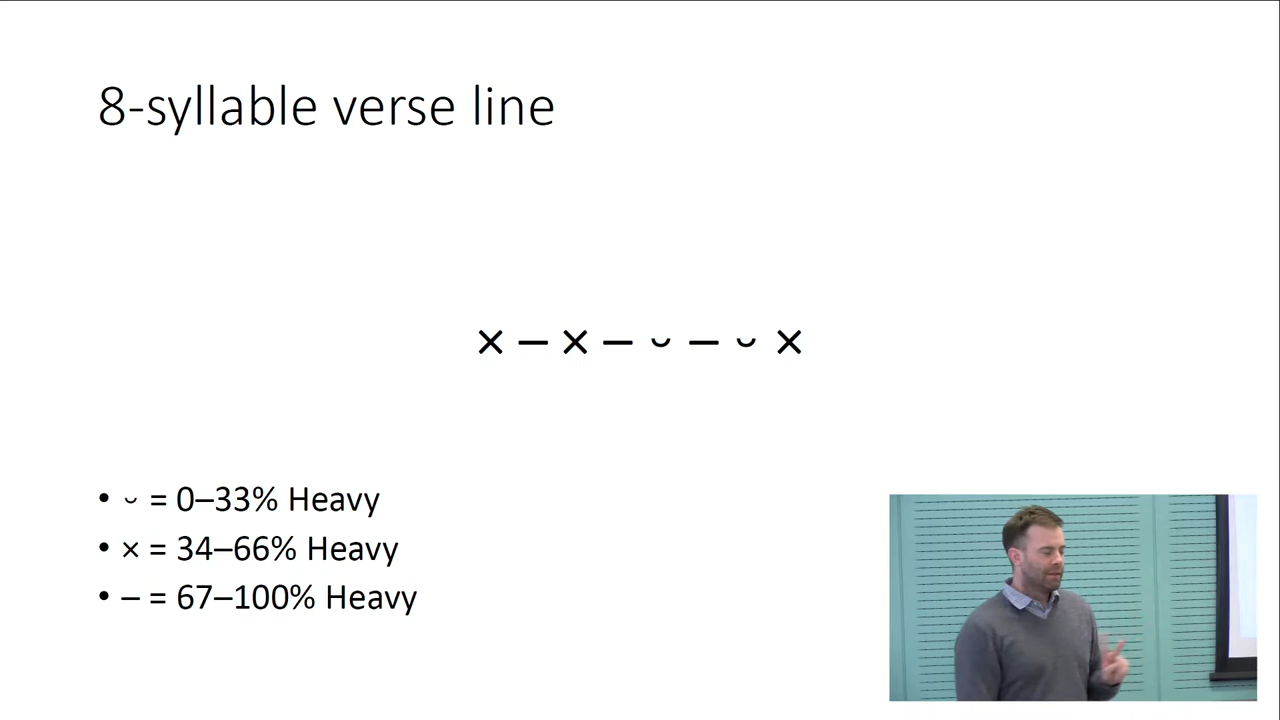 8-syllable verse line
× – × – ᴗ – ᴗ ×
• ᴗ = 0–33% Heavy
• × = 34–66% Heavy
• – = 67–100% Heavy